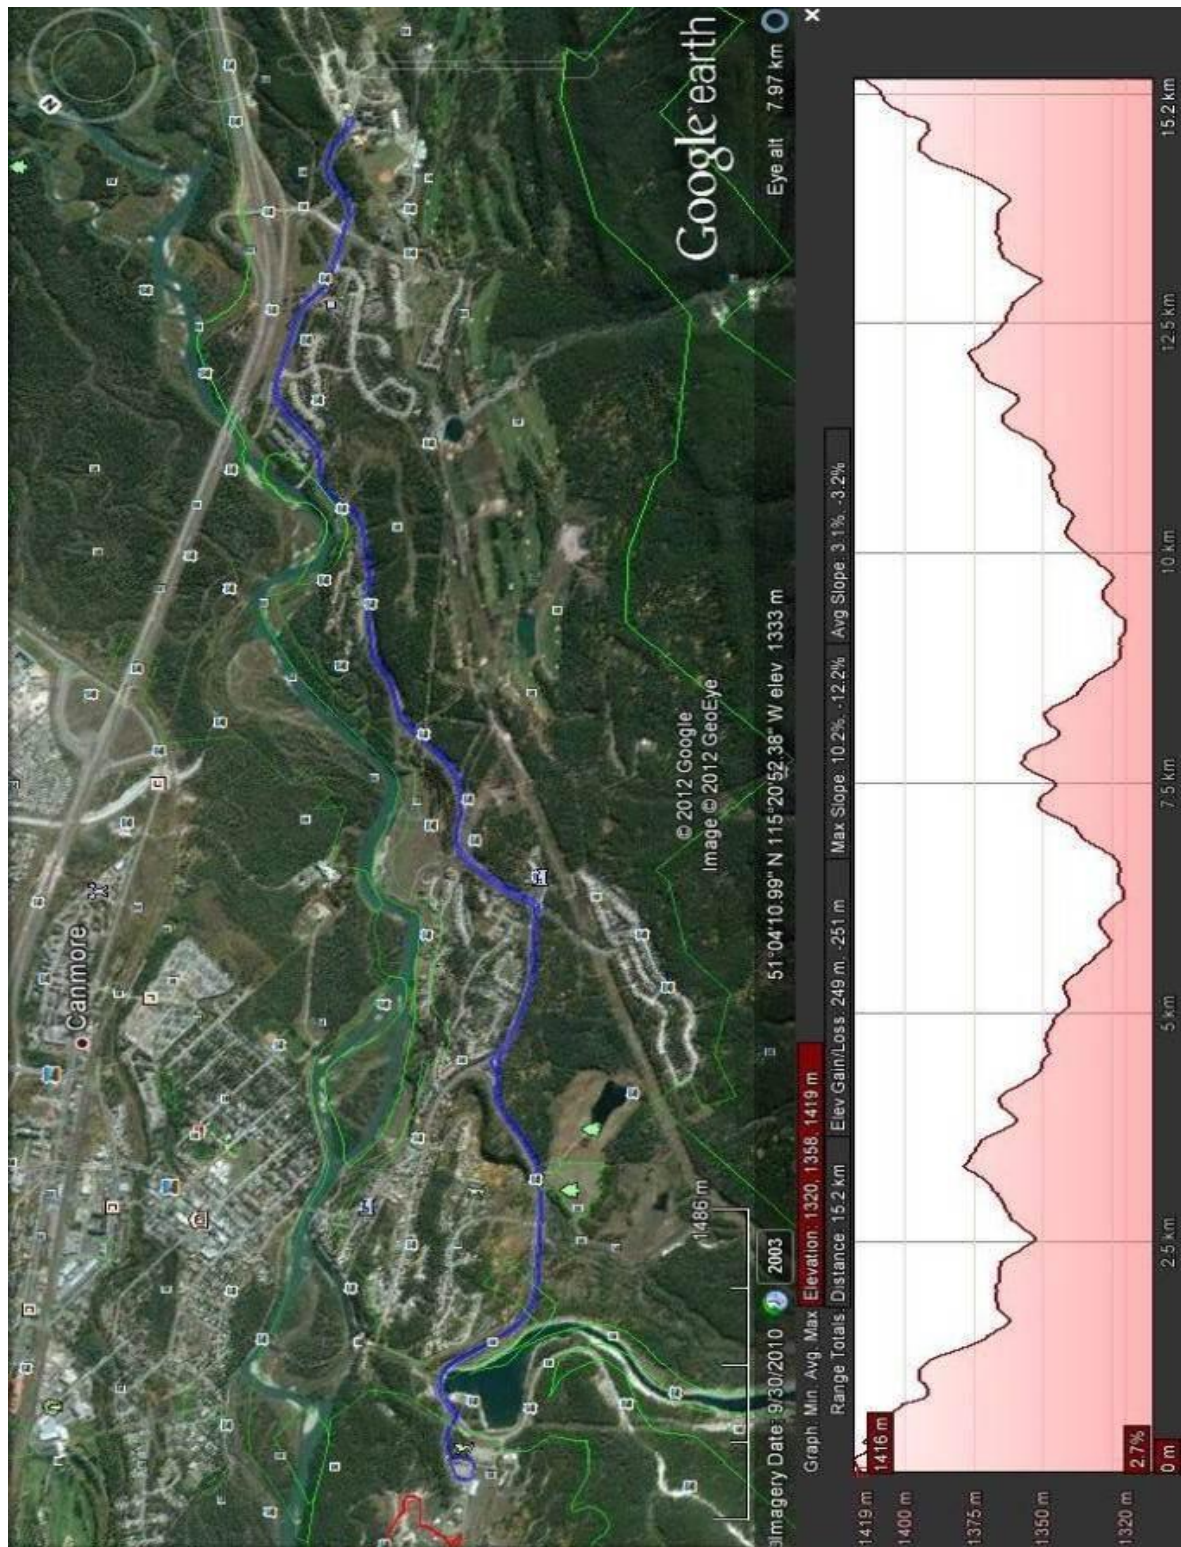 Canmore
© 2012 Google
Image © 2012 GeoEye
Google earth
1486 m
Imagery Date: 9/30/2010
2003
51°04'10.99" N 115°20'52.38" W elev 1333 m
Eye alt 7.97 km
Graph: Min, Avg, Max Elevation: 1320, 1358, 1419 m
Range Totals: Distance: 15.2 km Elev Gain/Loss: 249 m, -251 m Max Slope: 10.2%, -12.2% Avg Slope: 3.1%, -3.2%
1419 m
1416 m
1400 m
1375 m
1350 m
1320 m
2.7%
0 m
2.5 km
5 km
7.5 km
10 km
12.5 km
15.2 km